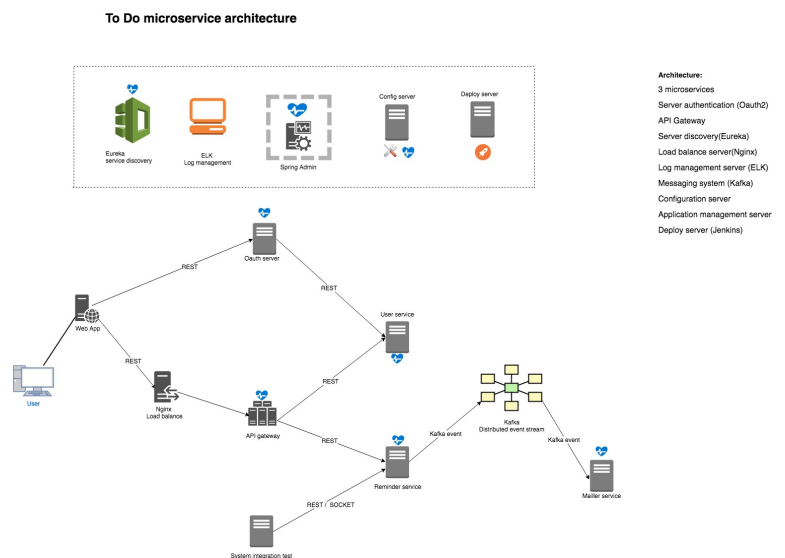 To Do microservice architecture
Eureka
service discovery
ELK
Log management
Spring Admin
Config server
Deploy server
Architecture:
3 microservices
Server authentication (Oauth2)
API Gateway
Server discovery(Eureka)
Load balance server(Nginx)
Log management server (ELK)
Messaging system (Kafka)
Configuration server
Application management server
Deploy server (Jenkins)
Oauth server
REST
REST
User service
Web App
REST
User
Nginx
Load balance
REST
API gateway
REST
Kafka event
Kafka
Distributed event stream
Kafka event
Reminder service
Mailler service
REST / SOCKET
System integration test